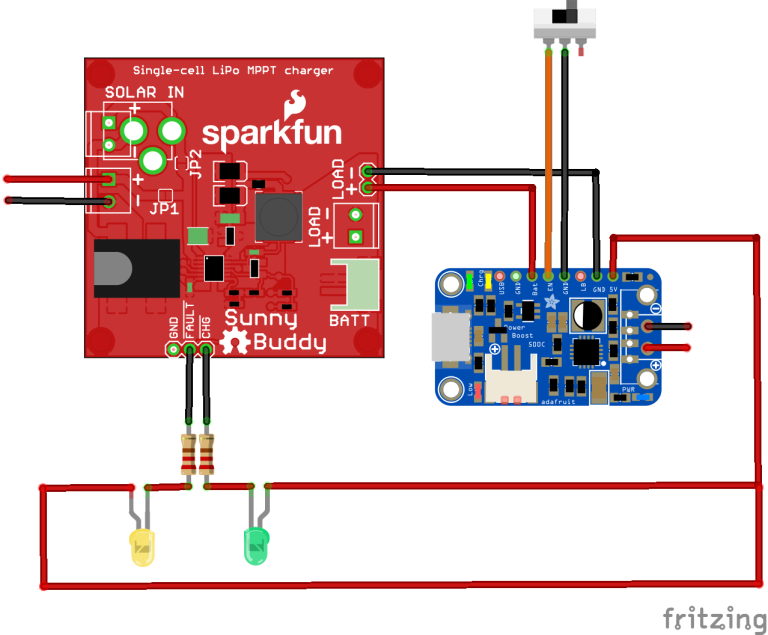 Single-cell LiPo MPPT charger
SOLAR IN
+
-
sparkfun
JP2
+
-
JP1
LOAD
-
+
LOAD
-
+
BATT
Sunny
Buddy
GND
FAULT
CHG
Chrg
USB
GND
Bat
EN
GND
LB
GND
5V
Power
Boost
500C
Low
adafruit
PWR
fritzing